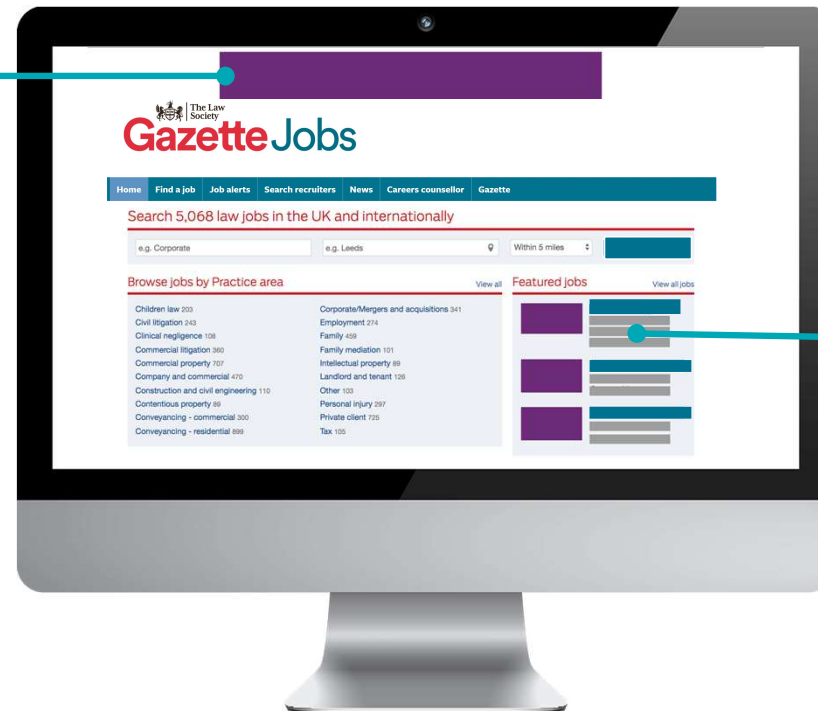 The Law
Society
Gazette Jobs
Home Find a job Job alerts Search recruiters News Careers counsellor Gazette
Search 5,068 law jobs in the UK and internationally
e.g. Corporate e.g. Leeds Within 5 miles
Browse jobs by Practice area View all
Children law 203
Civil litigation 243
Clinical negligence 108
Commercial litigation 360
Commercial property 707
Company and commercial 470
Construction and civil engineering 110
Contentious property 89
Conveyancing - commercial 300
Conveyancing - residential 899
Corporate/Mergers and acquisitions 341
Employment 274
Family 459
Family mediation 101
Intellectual property 89
Landlord and tenant 126
Other 103
Personal injury 297
Private client 725
Tax 105
Featured jobs View all jobs